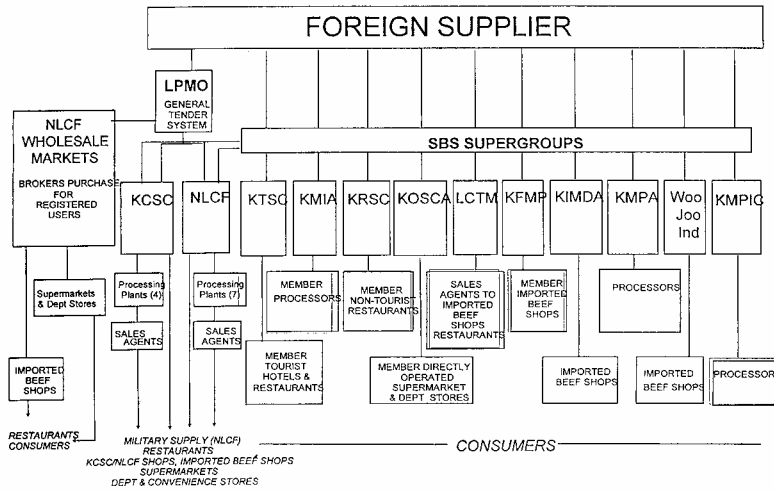 FOREIGN SUPPLIER
LPMO
GENERAL
TENDER
SYSTEM
NLCF
WHOLESALE
MARKETS
BROKERS PURCHASE
FOR
REGISTERED
USERS
SBS SUPERGROUPS
KCSC
NLCF
KTSC
KMIA
KRSC
KOSCA
LCTM
KFMP
KIMDA
KMPA
Woo
Joo
Ind
KMPIC
Supermarkets
& Dept Stores
Processing
Plants (4)
Processing
Plants (7)
MEMBER
PROCESSORS
MEMBER
NON-TOURIST
RESTAURANTS
SALES
AGENTS TO
IMPORTED
BEEF
SHOPS
RESTAURANTS
MEMBER
IMPORTED
BEEF
SHOPS
PROCESSORS
SALES
AGENTS
SALES
AGENTS
IMPORTED
BEEF
SHOPS
MEMBER
TOURIST
HOTELS &
RESTAURANTS
MEMBER DIRECTLY
OPERATED
SUPERMARKET
& DEPT STORES
IMPORTED
BEEF SHOPS
IMPORTED
BEEF SHOPS
PROCESSOR
RESTAURANTS
CONSUMERS
MILITARY SUPPLY (NLCF)
RESTAURANTS
KCSC/NLCF SHOPS, IMPORTED BEEF SHOPS
SUPERMARKETS
DEPT & CONVENIENCE STORES
CONSUMERS